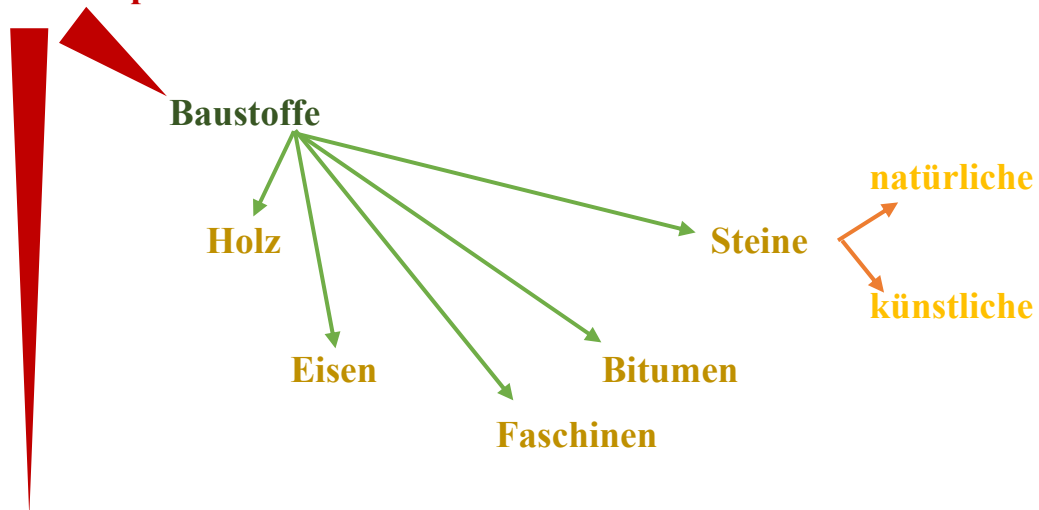 Baustoffe
natürliche
Holz
Steine
künstliche
Eisen
Bitumen
Faschinen